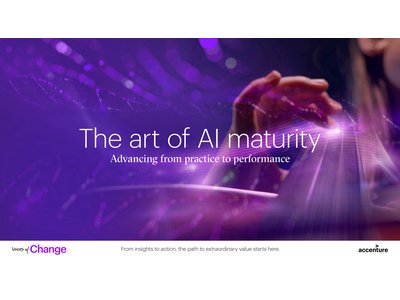 The art of AI maturity
Advancing from practice to performance
Voices of Change
From insights to action, the path to extraordinary value starts here.
accenture